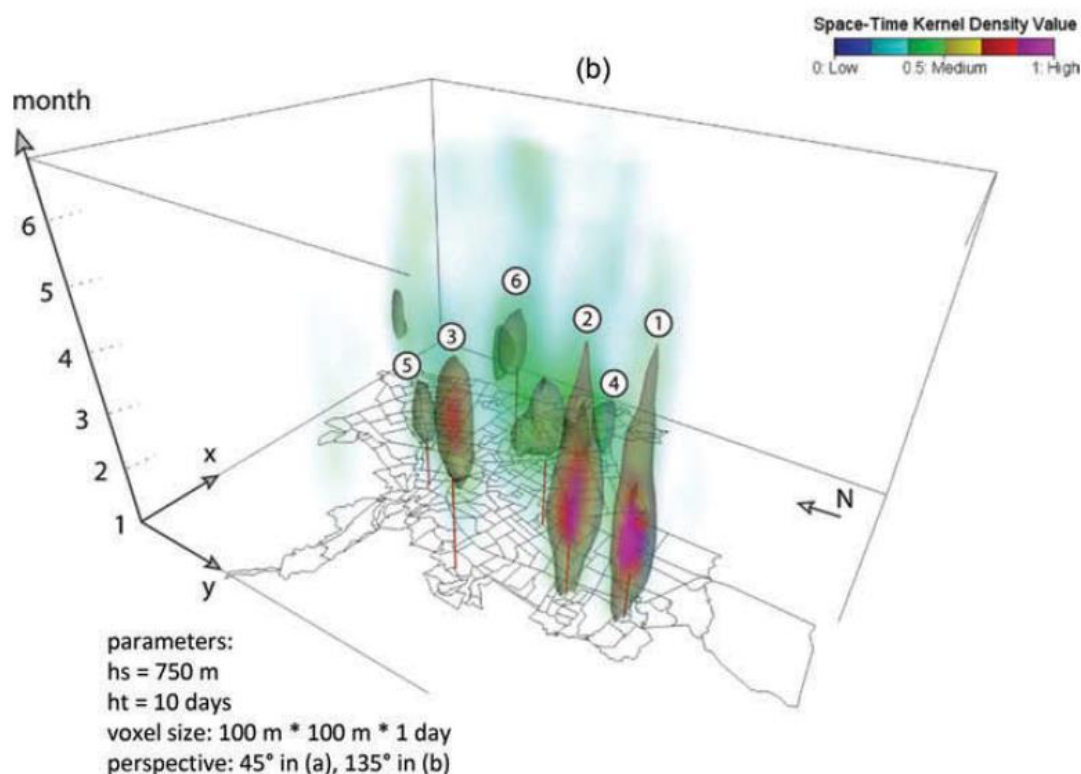 Space-Time Kernel Density Value
0: Low 0.5: Medium 1: High
(b)
month
6
5
4
3
2
1
x
y
N
6
2
1
3
5
4
parameters:
hs = 750 m
ht = 10 days
voxel size: 100 m * 100 m * 1 day
perspective: 45° in (a), 135° in (b)